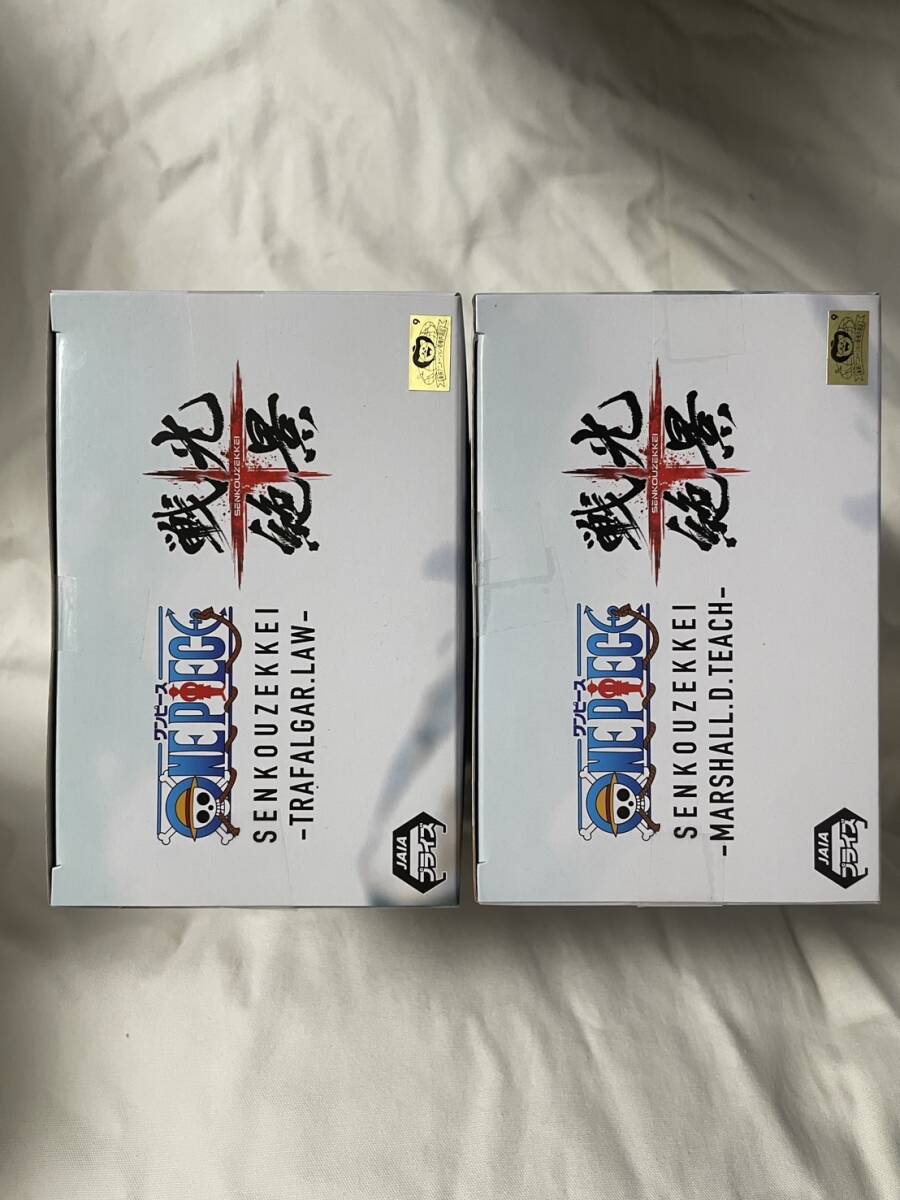 戦光
絶景
SENKOUZEKKEI
ワンピース
ONE PIECE
SENKOUZEKKEI
-TRAFALGAR.LAW-
JAIA
プライズ
9
戦光
絶景
SENKOUZEKKEI
ワンピース
ONE PIECE
SENKOUZEKKEI
-MARSHALL.D.TEACH-
JAIA
プライズ
9